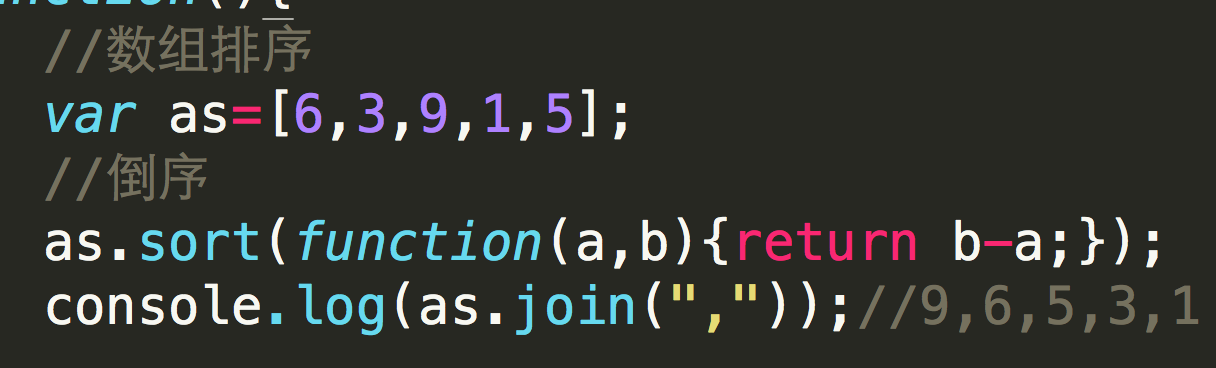 nction(){
//数组排序
var as=[6,3,9,1,5];
//倒序
as.sort(function(a,b){return b-a;});
console.log(as.join(","));//9,6,5,3,1